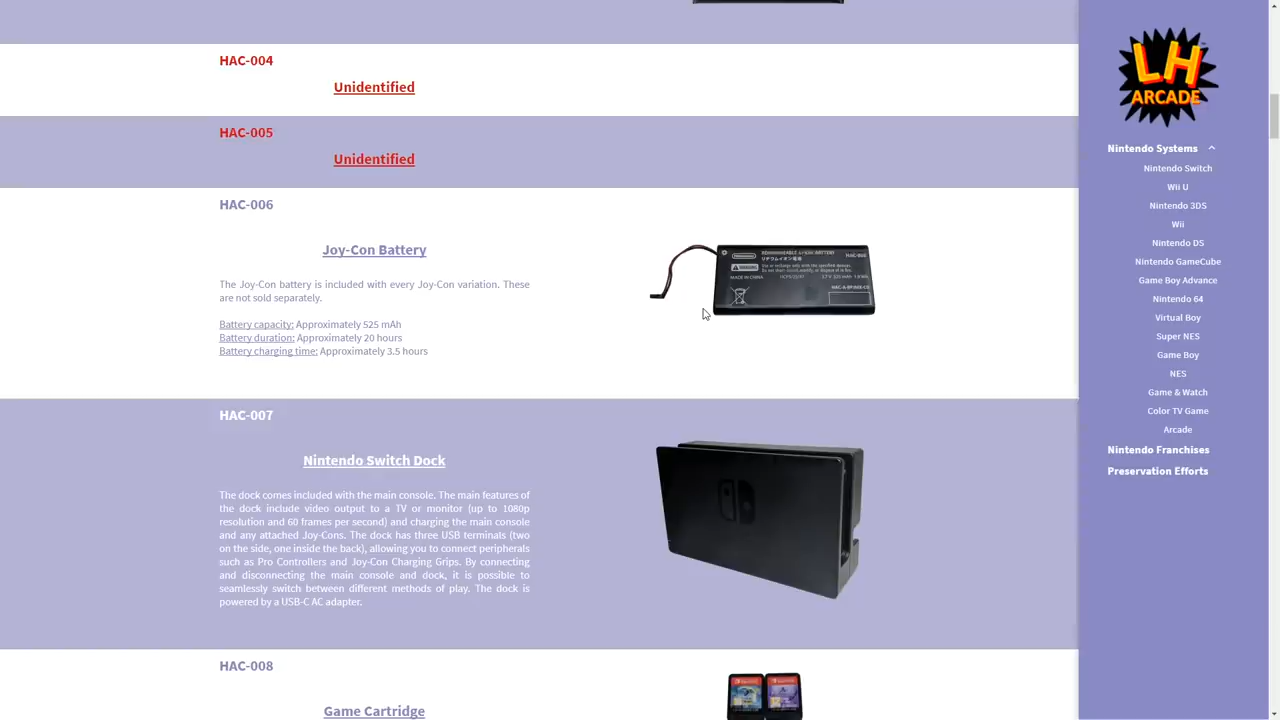 HAC-004
Unidentified
HAC-005
Unidentified
HAC-006
Joy-Con Battery
The Joy-Con battery is included with every Joy-Con variation. These
are not sold separately.
Battery capacity: Approximately 525 mAh
Battery duration: Approximately 20 hours
Battery charging time: Approximately 3.5 hours
MADE IN CHINA
HAC-007
Nintendo Switch Dock
The dock comes included with the main console. The main features of
the dock include video output to a TV or monitor (up to 1080p
resolution and 60 frames per second) and charging the main console
and any attached Joy-Cons. The dock has three USB terminals (two
on the side, one inside the back), allowing you to connect peripherals
such as Pro Controllers and Joy-Con Charging Grips. By connecting
and disconnecting the main console and dock, it is possible to
seamlessly switch between different methods of play. The dock is
powered by a USB-C AC adapter.
HAC-008
Game Cartridge
LH
ARCADE
Nintendo Systems
Nintendo Switch
Wii U
Nintendo 3DS
Wii
Nintendo DS
Nintendo GameCube
Game Boy Advance
Nintendo 64
Virtual Boy
Super NES
Game Boy
NES
Game & Watch
Color TV Game
Arcade
Nintendo Franchises
Preservation Efforts